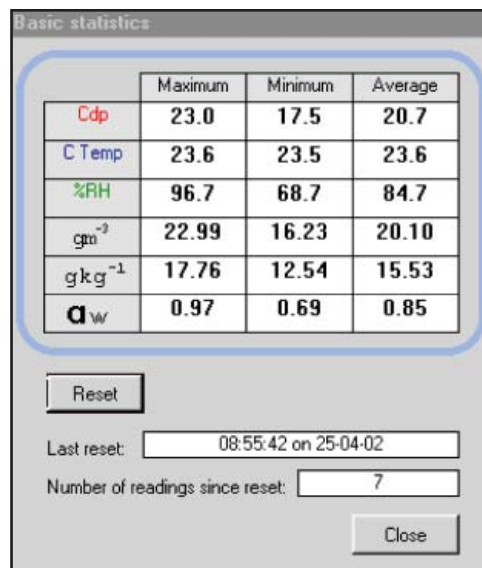 Basic statistics
Maximum Minimum Average
Cdp 23.0 17.5 20.7
C Temp 23.6 23.5 23.6
%RH 96.7 68.7 84.7
gm⁻³ 22.99 16.23 20.10
gkg⁻¹ 17.76 12.54 15.53
aw 0.97 0.69 0.85
Reset
Last reset: 08:55:42 on 25-04-02
Number of readings since reset: 7
Close